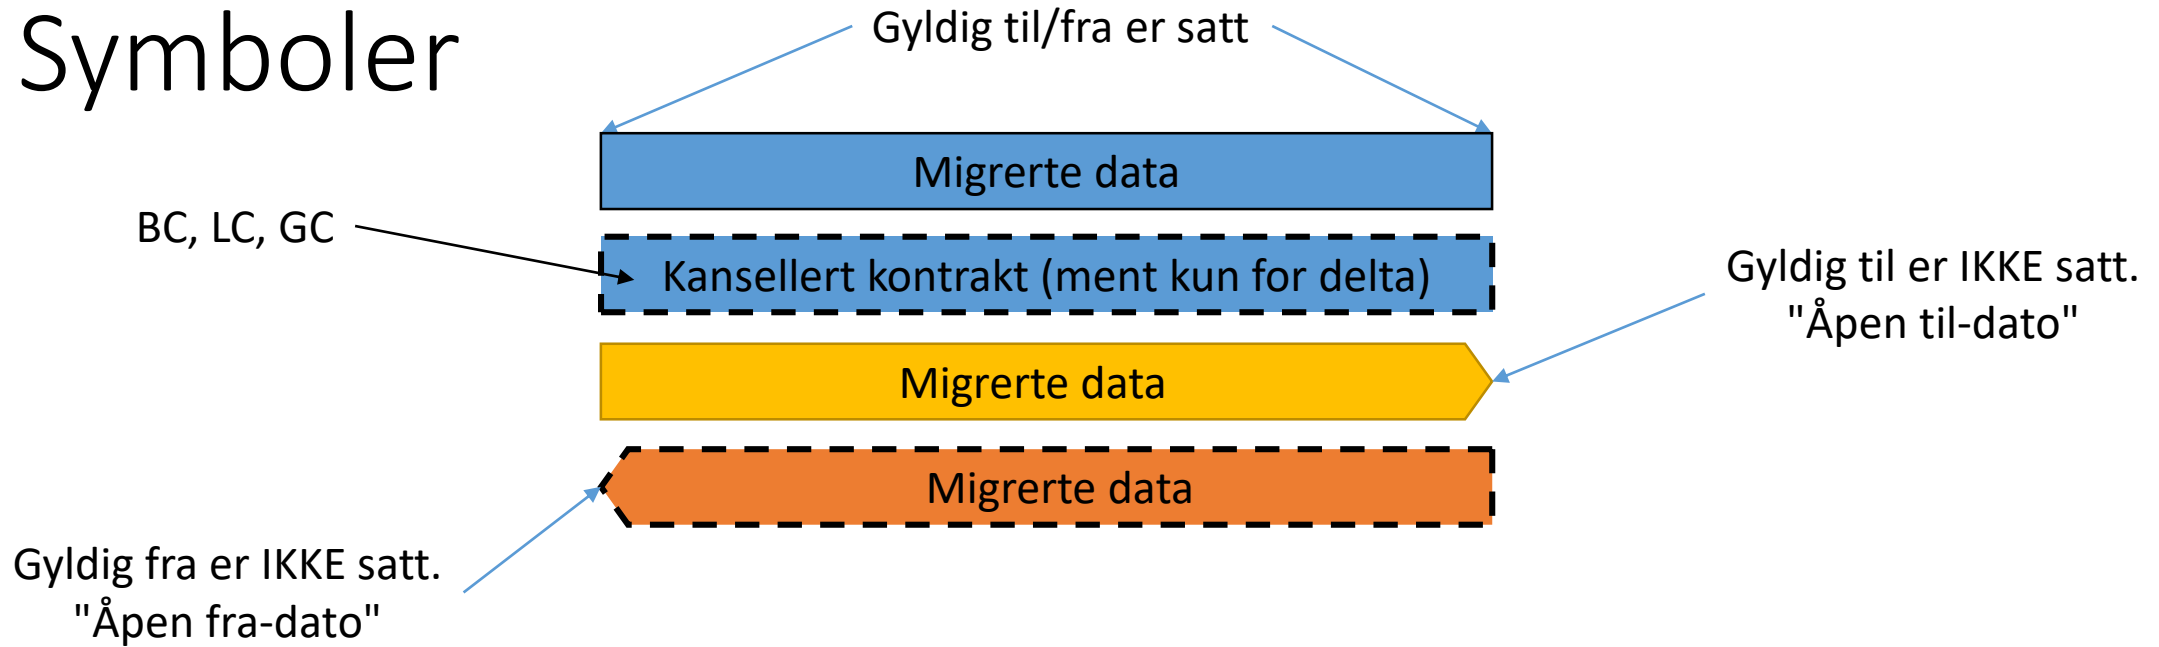 Symboler
Gyldig til/fra er satt
Migrerte data
BC, LC, GC
Kansellert kontrakt (ment kun for delta)
Gyldig til er IKKE satt.
"Åpen til-dato"
Migrerte data
Migrerte data
Gyldig fra er IKKE satt.
"Åpen fra-dato"